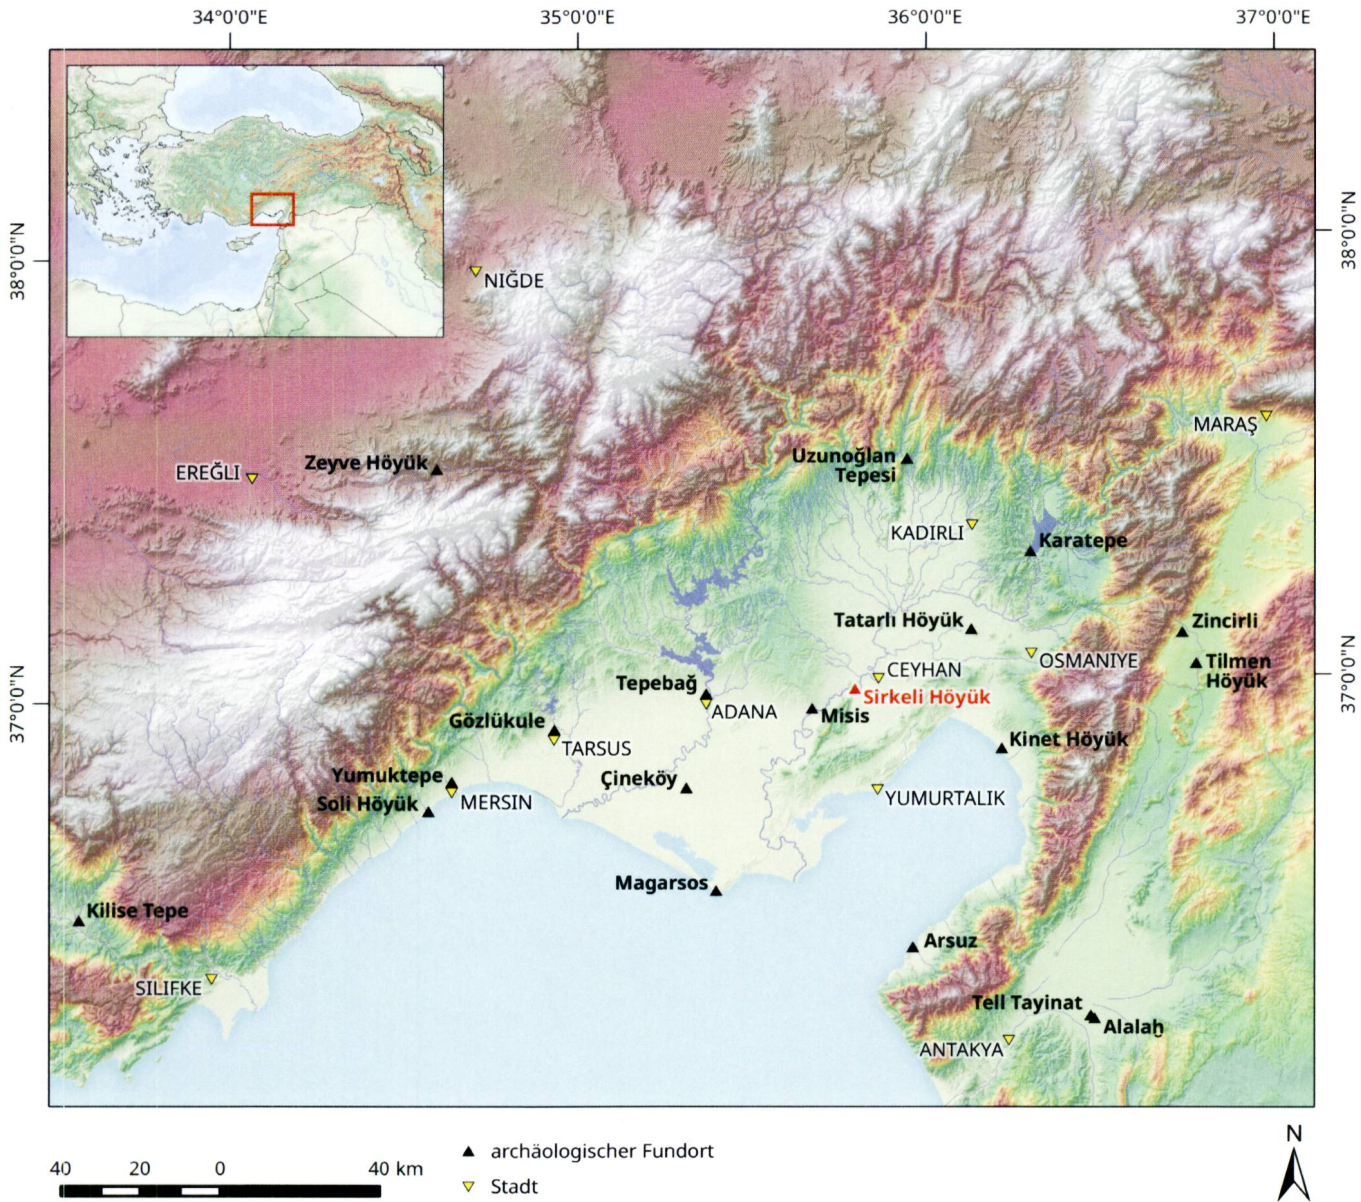 34°0'0"E
35°0'0"E
36°0'0"E
37°0'0"E
38°0'0"N
38°0'0"N
NIĞDE
MARAŞ
EREĞLI
Zeyve Höyük
Uzunoğlan
Tepesi
KADIRLI
Karatepe
Tatarlı Höyük
Zincirli
OSMANIYE
Tilmen
Höyük
CEYHAN
Sirkeli Höyük
Tepebağ
ADANA
Misis
37°0'0"N
37°0'0"N
Gözlükule
TARSUS
Kinet Höyük
Yumuktepe
Çineköy
MERSIN
Soli Höyük
YUMURTALIK
Magarsos
Kilise Tepe
Arsuz
SILIFKE
Tell Tayinat
Alalaḫ
ANTAKYA
40 20 0 40 km
archäologischer Fundort
Stadt
N